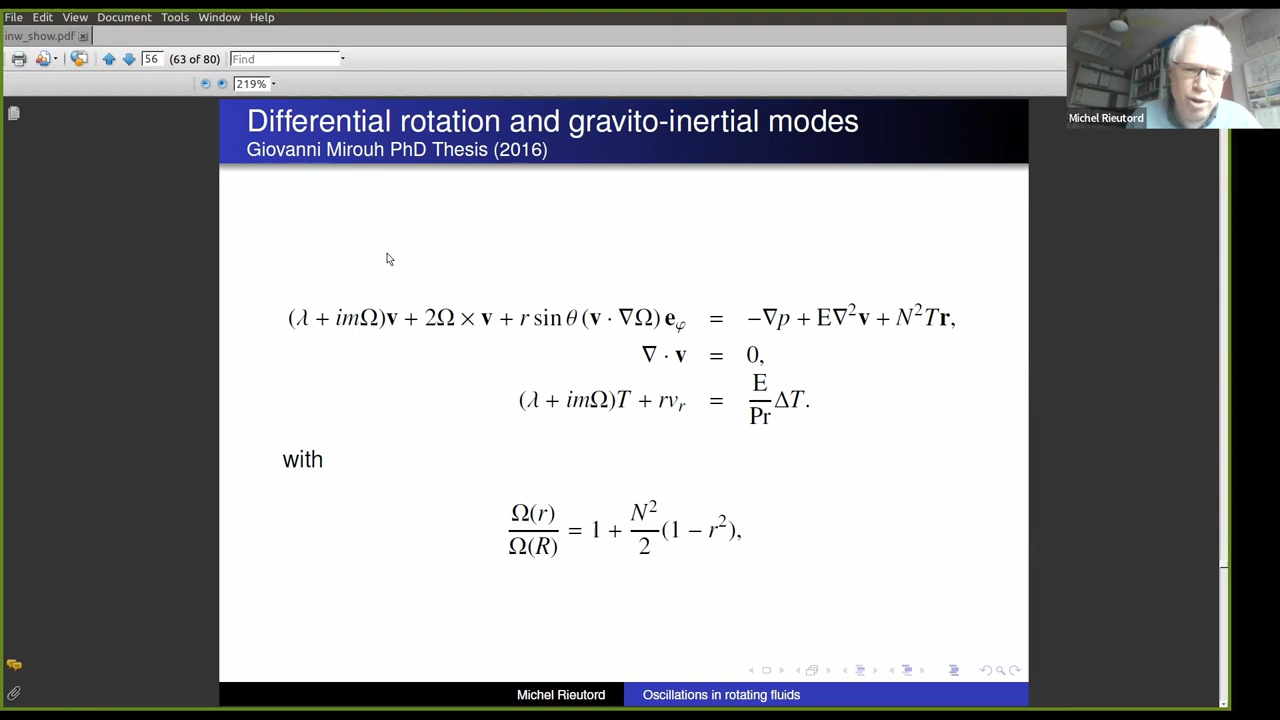 File Edit View Document Tools Window Help
inw_show.pdf
56 (63 of 80) Find
219%
Michel Rieutord
Differential rotation and gravito-inertial modes
Giovanni Mirouh PhD Thesis (2016)
(λ + imΩ)v + 2Ω × v + r sin θ (v · ∇Ω) eφ = −∇p + E∇²v + N²Tr,
∇ · v = 0,
(λ + imΩ)T + rvᵣ = E/Pr ΔT.
with
Ω(r)/Ω(R) = 1 + N²/2 (1 − r²),
Michel Rieutord Oscillations in rotating fluids